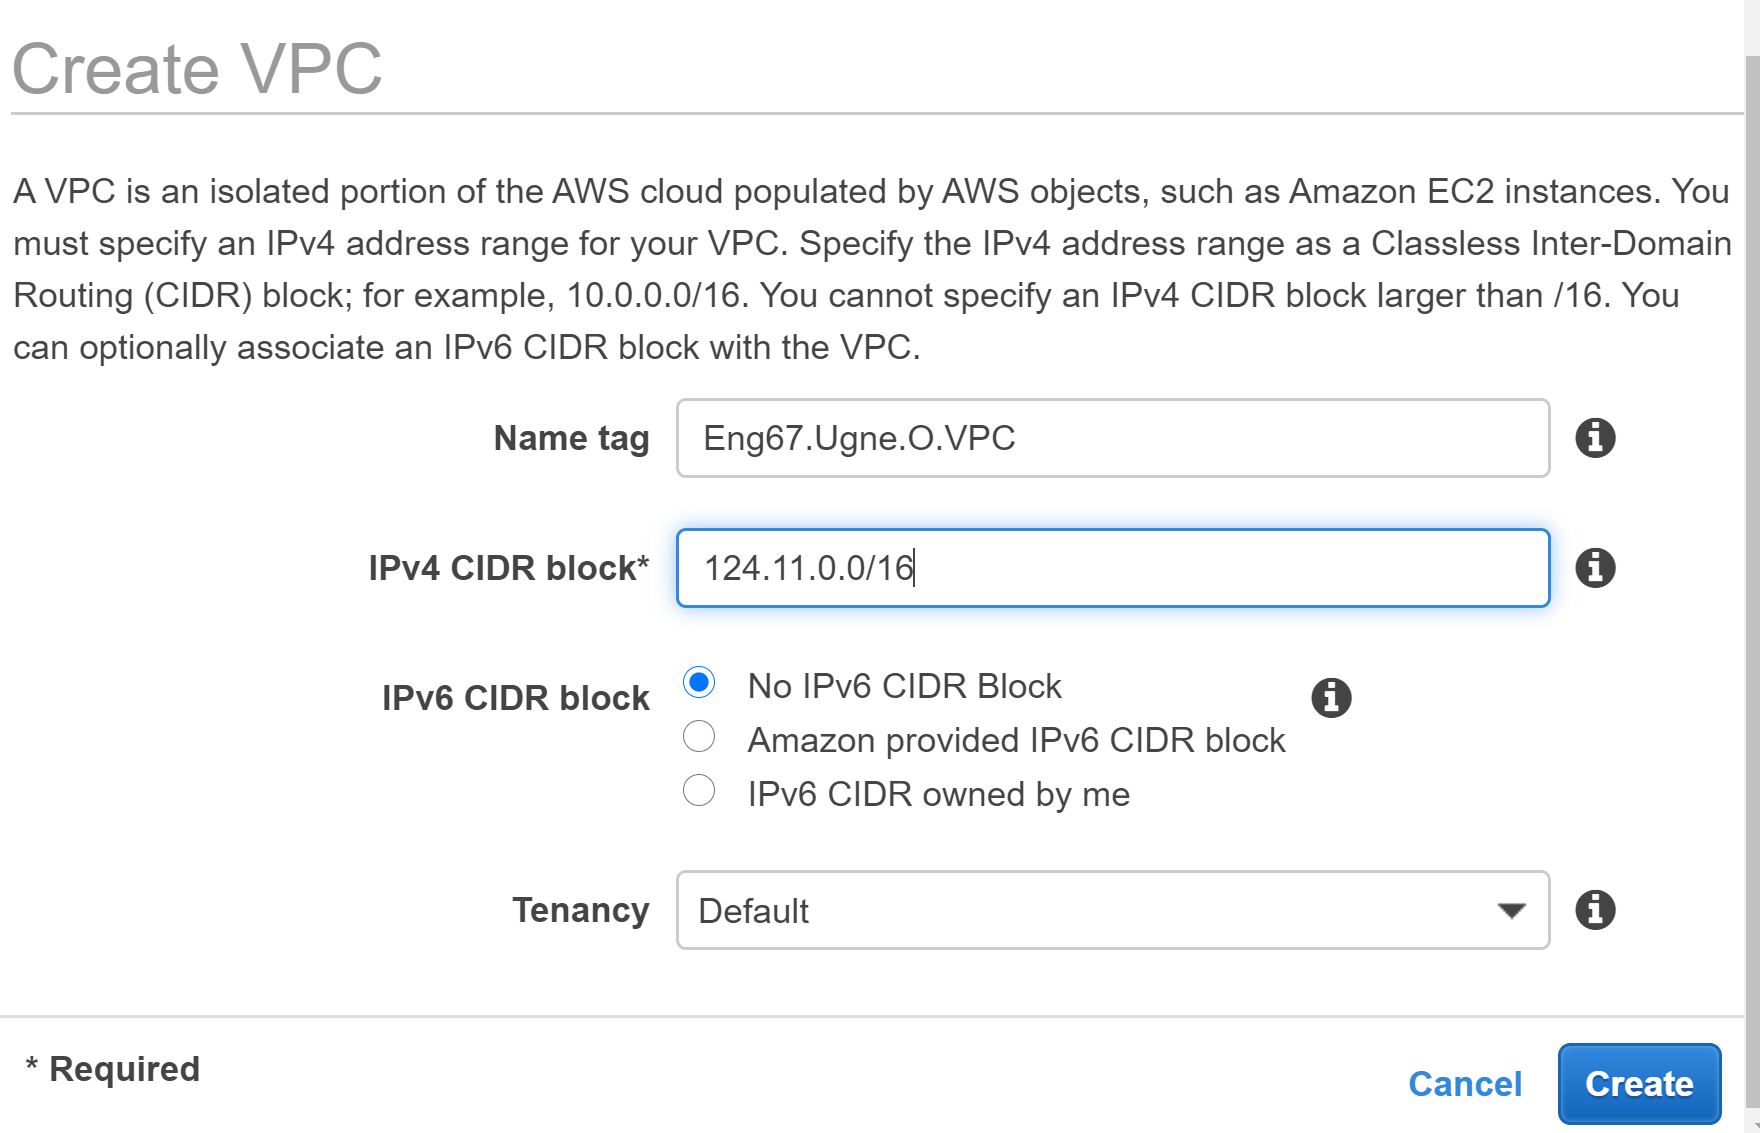 Create VPC
A VPC is an isolated portion of the AWS cloud populated by AWS objects, such as Amazon EC2 instances. You
must specify an IPv4 address range for your VPC. Specify the IPv4 address range as a Classless Inter-Domain
Routing (CIDR) block; for example, 10.0.0.0/16. You cannot specify an IPv4 CIDR block larger than /16. You
can optionally associate an IPv6 CIDR block with the VPC.
Name tag Eng67.Ugne.O.VPC
IPv4 CIDR block* 124.11.0.0/16
IPv6 CIDR block No IPv6 CIDR Block
Amazon provided IPv6 CIDR block
IPv6 CIDR owned by me
Tenancy Default
* Required
Cancel Create